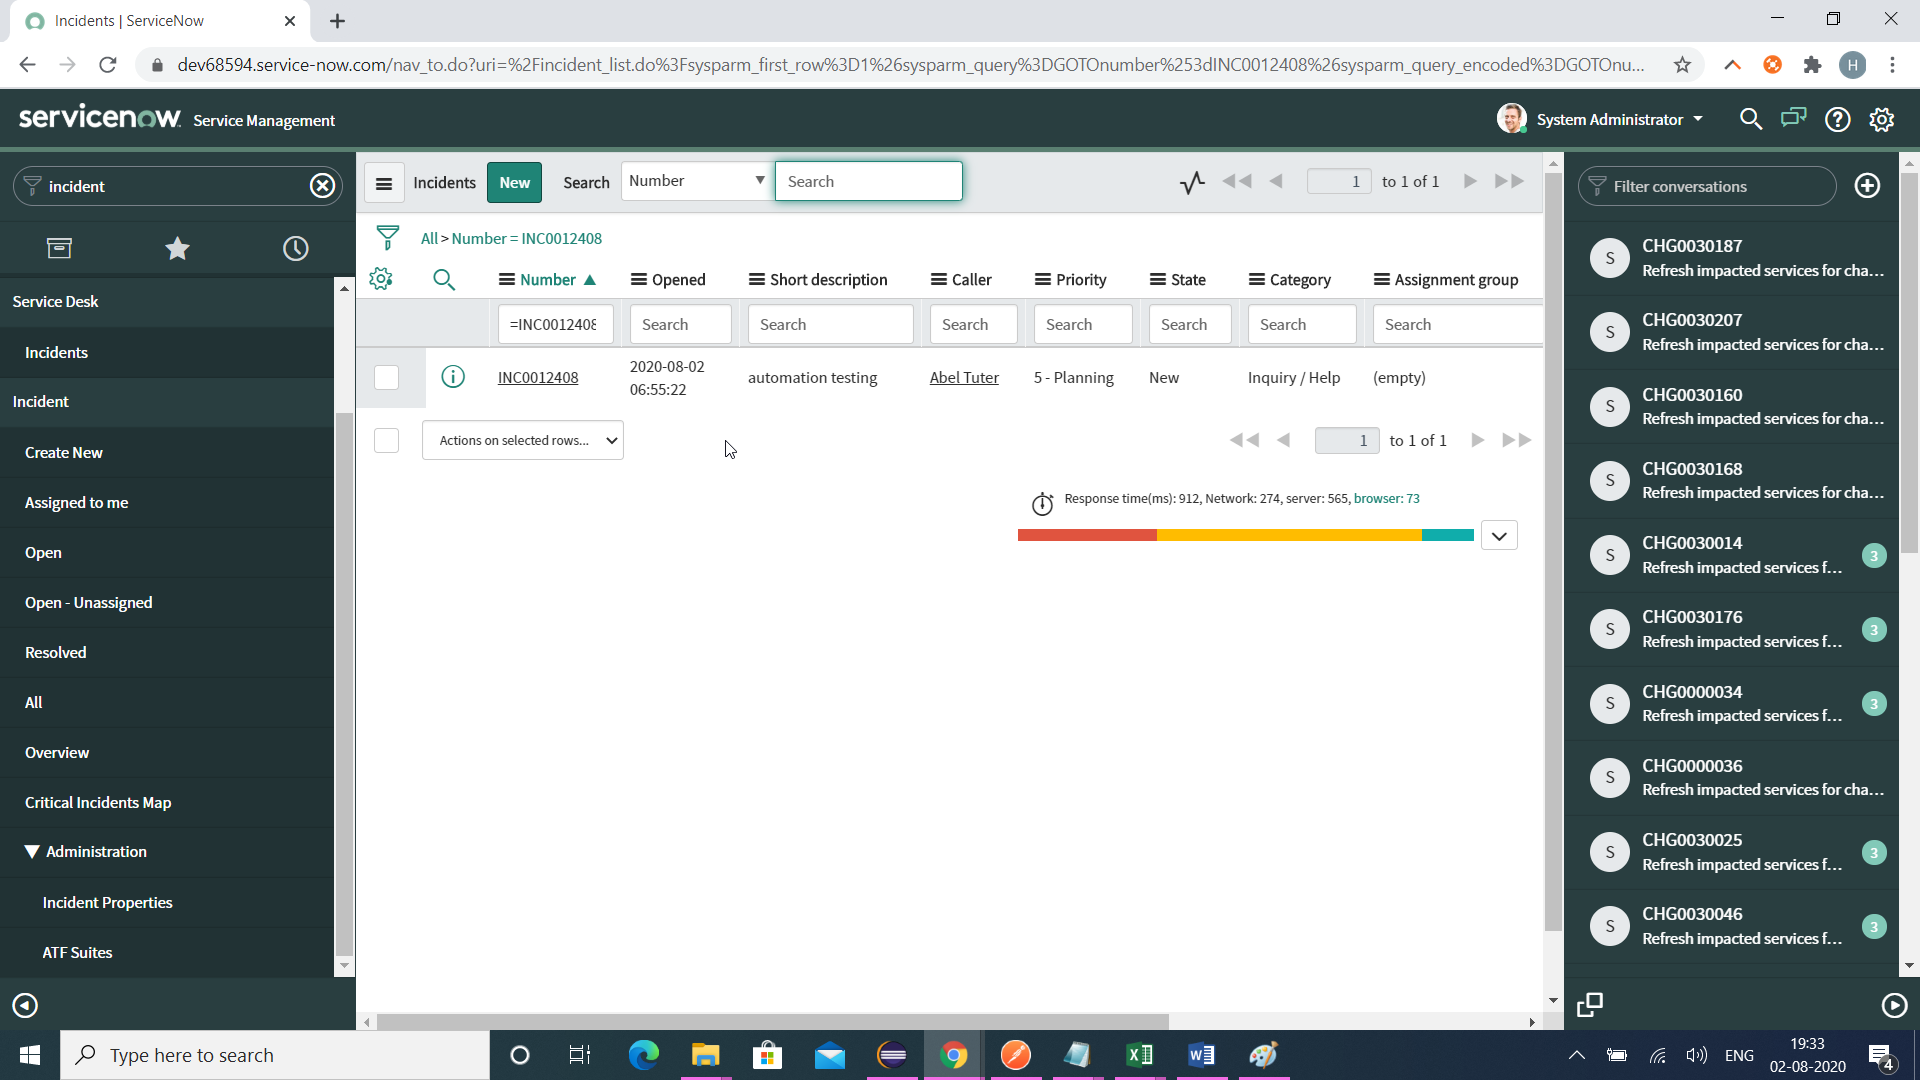 Incidents | ServiceNow
dev68594.service-now.com/nav_to.do?uri=%2Fincident_list.do%3Fsysparm_first_row%3D1%26sysparm_query%3DGOTOnumber%253dINC0012408%26sysparm_query_encoded%3DGOTOnu...
H
servicenow Service Management
System Administrator
incident
Service Desk
Incidents
Incident
Create New
Assigned to me
Open
Open - Unassigned
Resolved
All
Overview
Critical Incidents Map
Administration
Incident Properties
ATF Suites
Incidents New Search Number Search
1 to 1 of 1
All > Number = INC0012408
Number Opened Short description Caller Priority State Category Assignment group
=INC0012408 Search Search Search Search Search Search Search
INC0012408 2020-08-02 06:55:22 automation testing Abel Tuter 5 - Planning New Inquiry / Help (empty)
Actions on selected rows...
1 to 1 of 1
Response time(ms): 912, Network: 274, server: 565, browser: 73
Filter conversations
S CHG0030187
Refresh impacted services for cha...
S CHG0030207
Refresh impacted services for cha...
S CHG0030160
Refresh impacted services for cha...
S CHG0030168
Refresh impacted services for cha...
S CHG0030014
Refresh impacted services f... 3
S CHG0030176
Refresh impacted services f... 3
S CHG0000034
Refresh impacted services f... 3
S CHG0000036
Refresh impacted services for cha...
S CHG0030025
Refresh impacted services f... 3
S CHG0030046
Refresh impacted services f... 3
Type here to search
ENG
19:33
02-08-2020
4